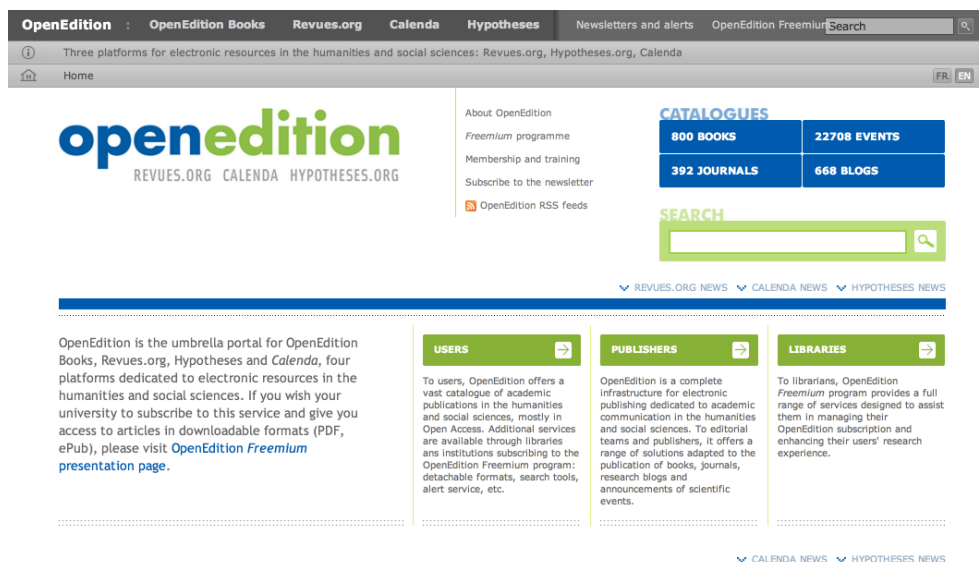 OpenEdition : OpenEdition Books Revues.org Calenda Hypotheses Newsletters and alerts OpenEdition Freemium Search
Three platforms for electronic resources in the humanities and social sciences: Revues.org, Hypotheses.org, Calenda
Home FR EN
openedition
REVUES.ORG CALENDA HYPOTHESES.ORG
About OpenEdition
Freemium programme
Membership and training
Subscribe to the newsletter
OpenEdition RSS feeds
CATALOGUES
800 BOOKS 22708 EVENTS
392 JOURNALS 668 BLOGS
SEARCH
REVUES.ORG NEWS CALENDA NEWS HYPOTHESES NEWS
OpenEdition is the umbrella portal for OpenEdition
Books, Revues.org, Hypotheses and Calenda, four
platforms dedicated to electronic resources in the
humanities and social sciences. If you wish your
university to subscribe to this service and give you
access to articles in downloadable formats (PDF,
ePub), please visit OpenEdition Freemium
presentation page.
USERS
To users, OpenEdition offers a
vast catalogue of academic
publications in the humanities
and social sciences, mostly in
Open Access. Additional services
are available through libraries
ans institutions subscribing to the
OpenEdition Freemium program:
detachable formats, search tools,
alert service, etc.
PUBLISHERS
OpenEdition is a complete
infrastructure for electronic
publishing dedicated to academic
communication in the humanities
and social sciences. To editorial
teams and publishers, it offers a
range of solutions adapted to the
publication of books, journals,
research blogs and
announcements of scientific
events.
LIBRARIES
To librarians, OpenEdition
Freemium program provides a full
range of services designed to assist
them in managing their
OpenEdition subscription and
enhancing their users' research
experience.
CALENDA NEWS HYPOTHESES NEWS